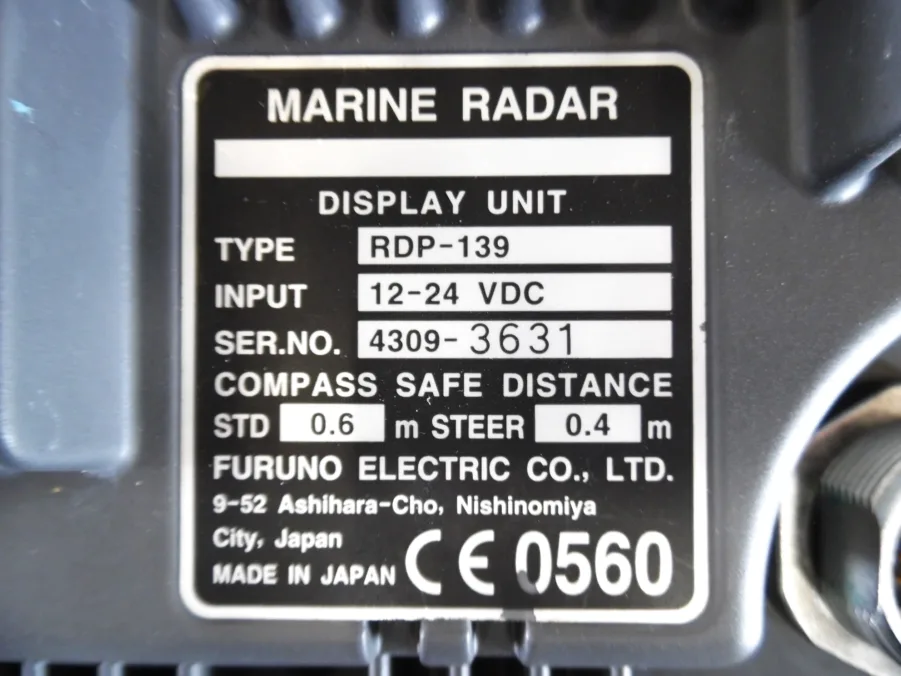 MARINE RADAR
DISPLAY UNIT
TYPE RDP-139
INPUT 12-24 VDC
SER.NO. 4309-3631
COMPASS SAFE DISTANCE
STD 0.6 m STEER 0.4 m
FURUNO ELECTRIC CO., LTD.
9-52 Ashihara-Cho, Nishinomiya
City, Japan
MADE IN JAPAN CE 0560